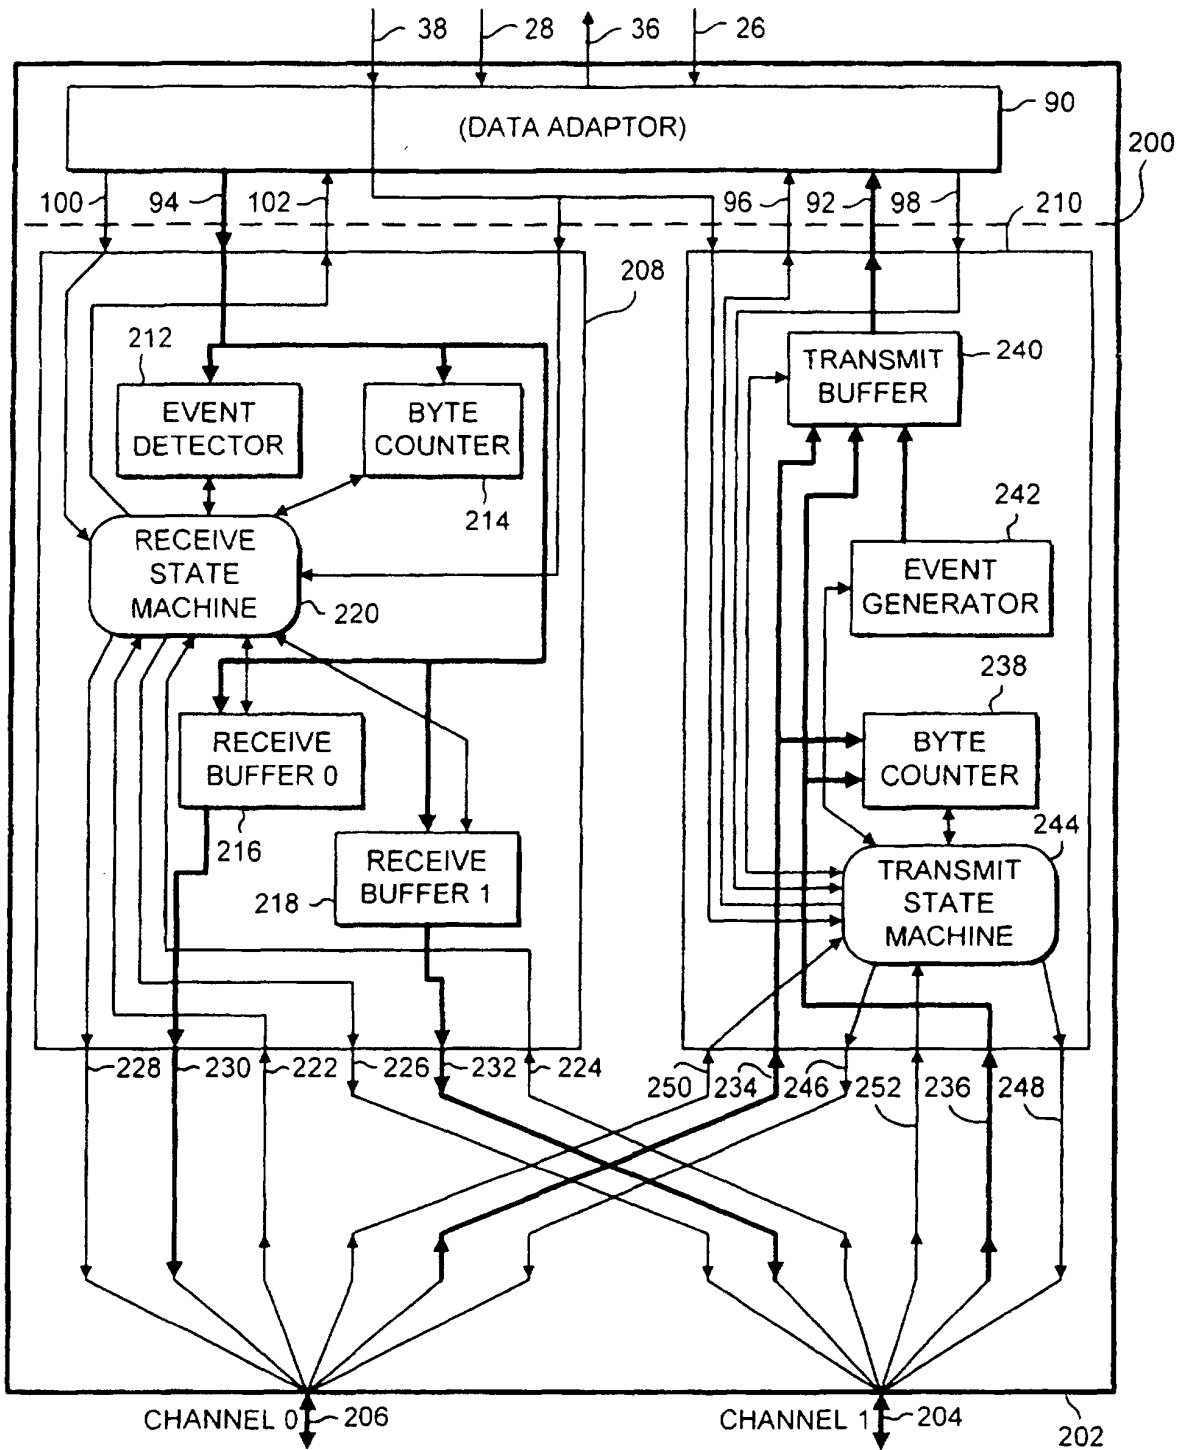 38 28 36 26
(DATA ADAPTOR)
90
200
100 94 102 96 92 98 210
208
212
EVENT
DETECTOR
BYTE
COUNTER
214
TRANSMIT
BUFFER
240
242
EVENT
GENERATOR
RECEIVE
STATE
MACHINE
220
238
BYTE
COUNTER
RECEIVE
BUFFER 0
216
RECEIVE
BUFFER 1
218
244
TRANSMIT
STATE
MACHINE
228 230 222 226 232 224 250 234 246 252 236 248
CHANNEL 0 206
CHANNEL 1 204
202